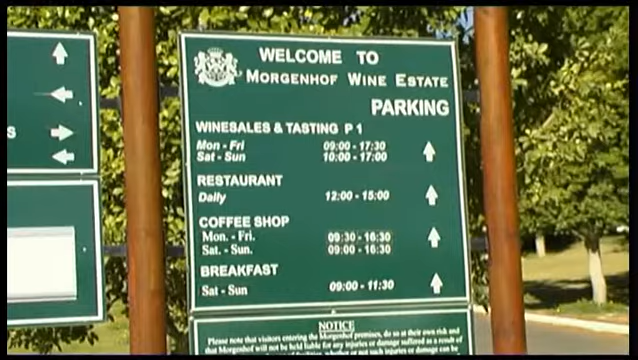 WELCOME TO
MORGENHOF WINE ESTATE
PARKING
WINESALES & TASTING P 1
Mon - Fri 09:00 - 17:30
Sat - Sun 10:00 - 17:00
RESTAURANT
Daily 12:00 - 15:00
COFFEE SHOP
Mon. - Fri. 09:30 - 16:30
Sat. - Sun. 09:00 - 16:30
BREAKFAST
Sat - Sun 09:00 - 11:30
NOTICE
Please note that visitors entering the Morgenhof premises, do so at their own risk and
that Morgenhof will not be held liable for any injuries or damage suffered as a result of
S